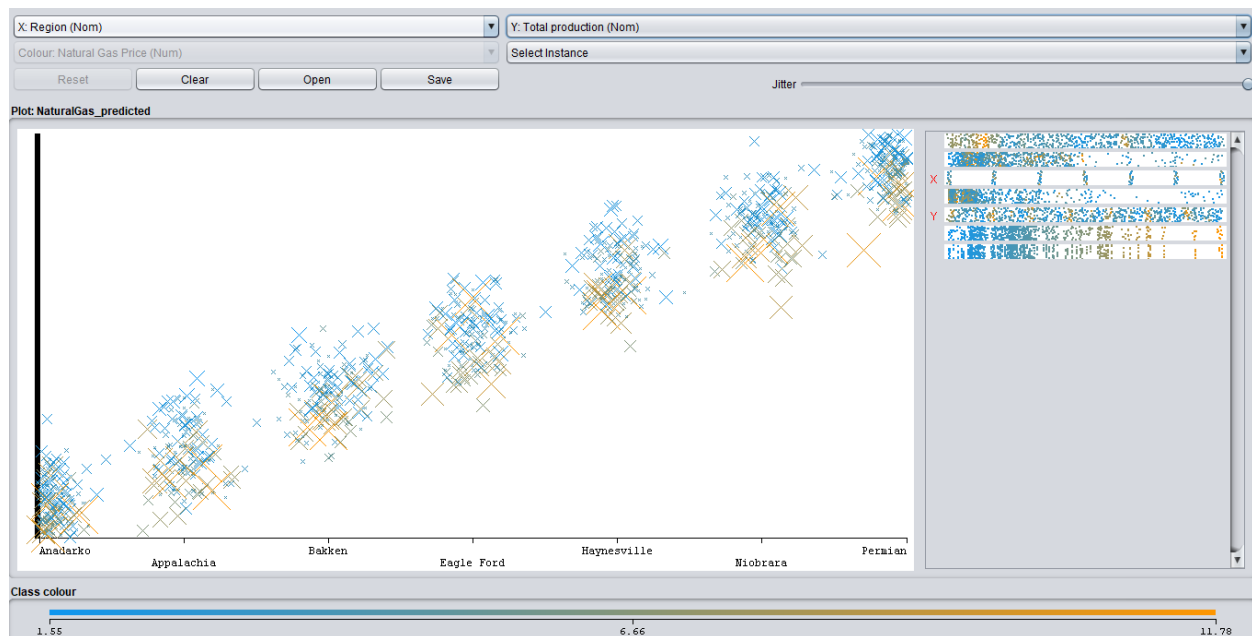 X: Region (Nom)
Y: Total production (Nom)
Colour: Natural Gas Price (Num)
Select Instance
Reset
Clear
Open
Save
Jitter
Plot: NaturalGas_predicted
X
Y
Anadarko
Bakken
Haynesville
Permian
Appalachia
Eagle Ford
Niobrara
Class colour
1.55
6.66
11.78